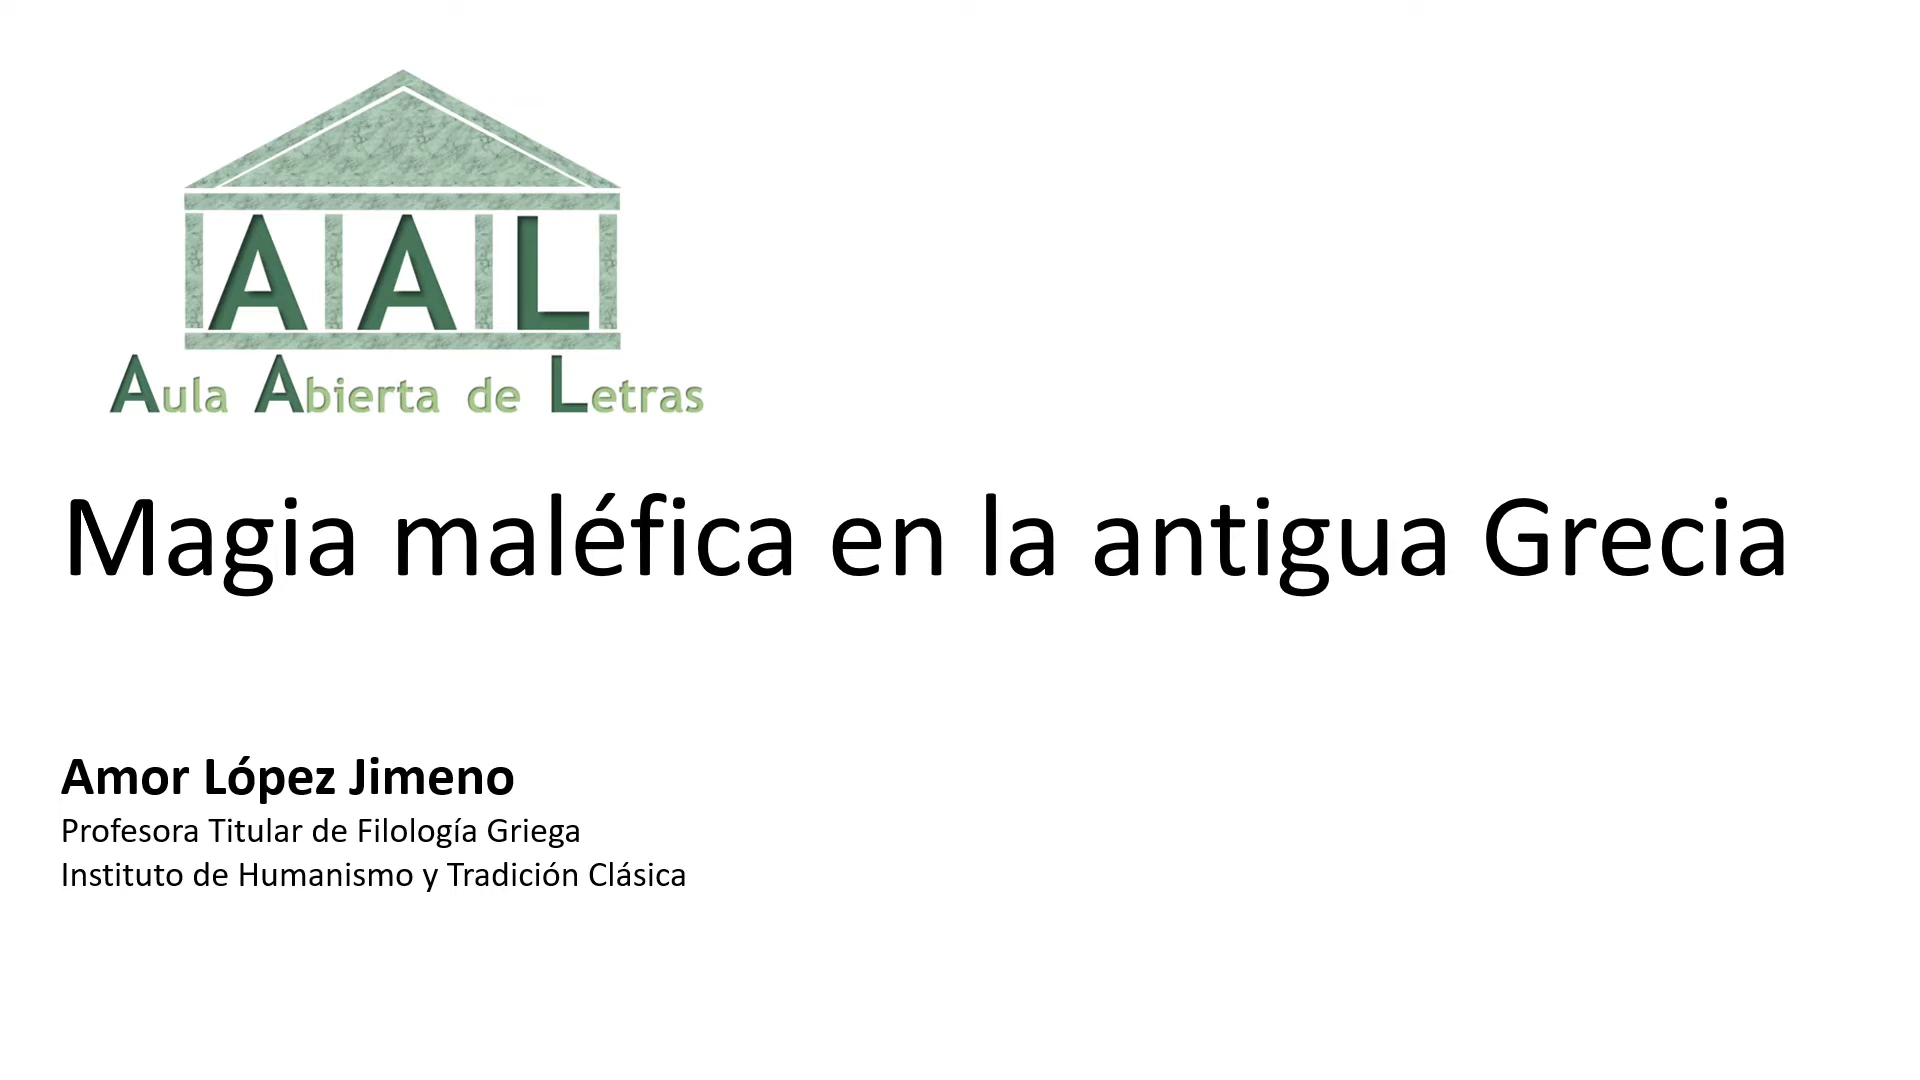 AAL
Aula Abierta de Letras
Magia maléfica en la antigua Grecia
Amor López Jimeno
Profesora Titular de Filología Griega
Instituto de Humanismo y Tradición Clásica